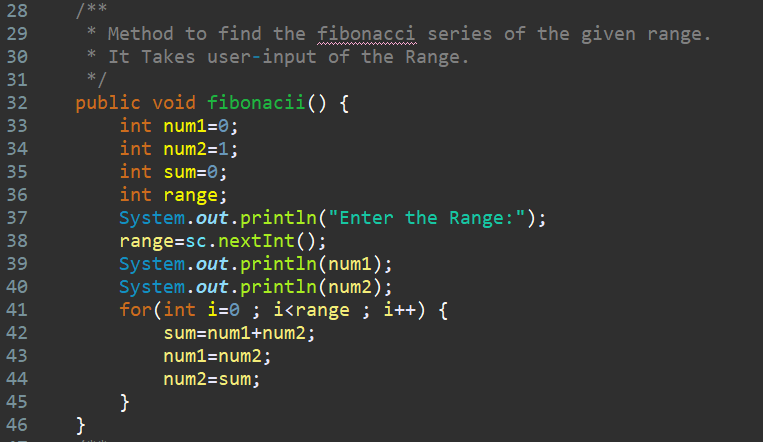 28 /**
29  * Method to find the fibonacci series of the given range.
30  * It Takes user-input of the Range.
31  */
32 public void fibonacii() {
33     int num1=0;
34     int num2=1;
35     int sum=0;
36     int range;
37     System.out.println("Enter the Range:");
38     range=sc.nextInt();
39     System.out.println(num1);
40     System.out.println(num2);
41     for(int i=0 ; i<range ; i++) {
42         sum=num1+num2;
43         num1=num2;
44         num2=sum;
45     }
46 }